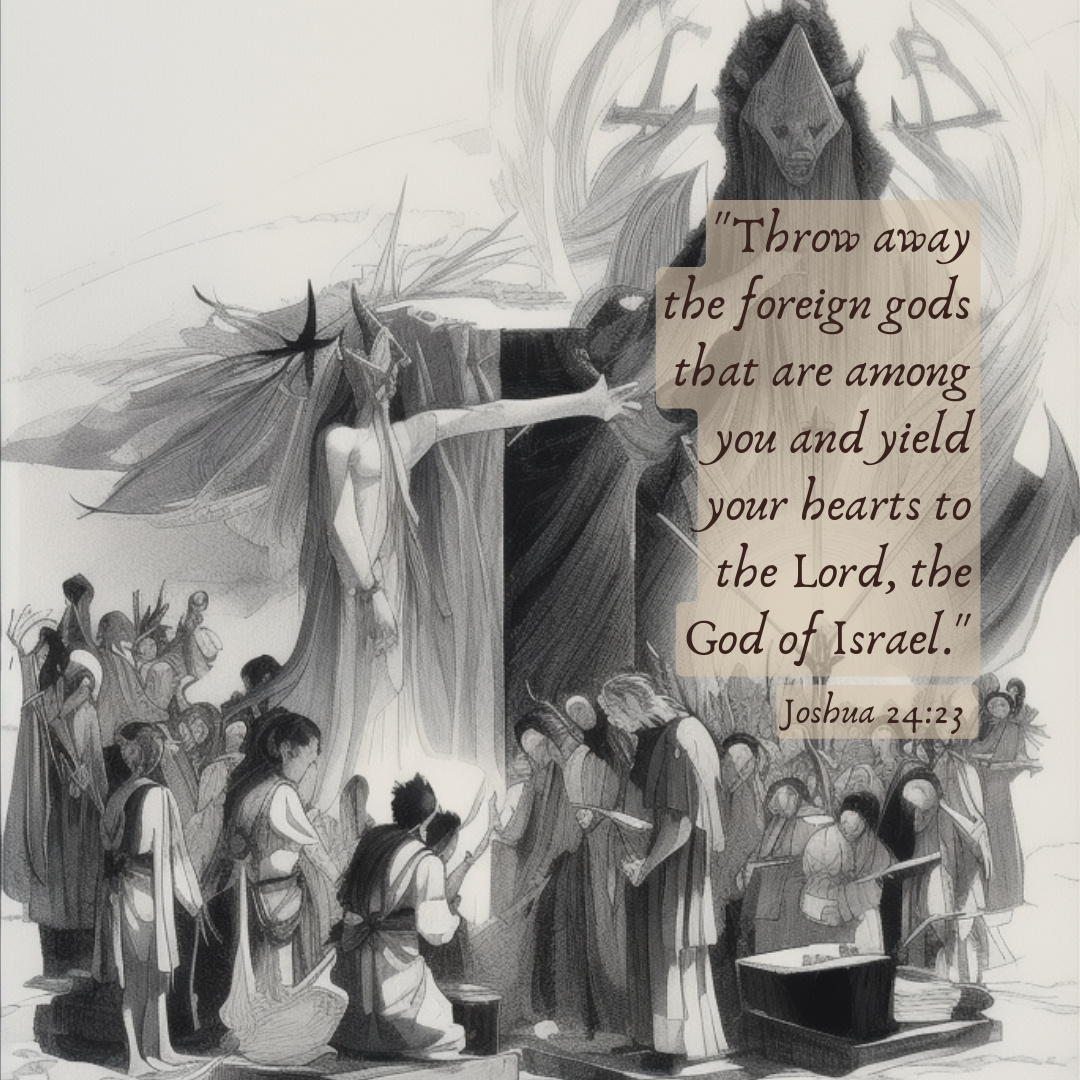 "Throw away
the foreign gods
that are among
you and yield
your hearts to
the Lord, the
God of Israel."
Joshua 24:23